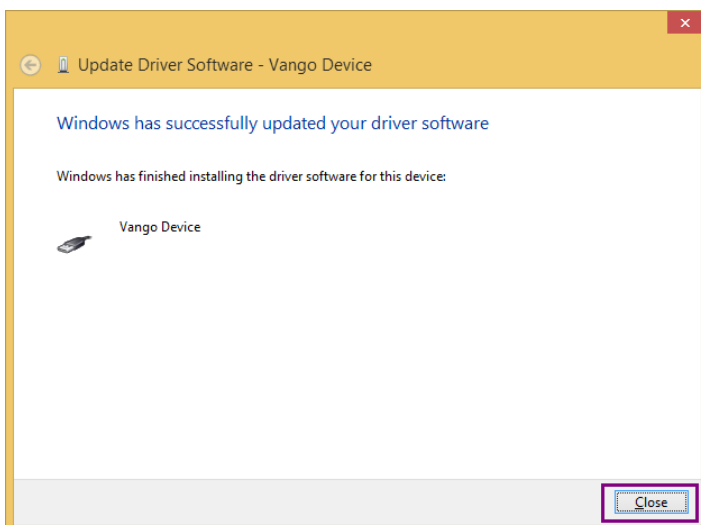 Update Driver Software - Vango Device
Windows has successfully updated your driver software
Windows has finished installing the driver software for this device:
Vango Device
Close